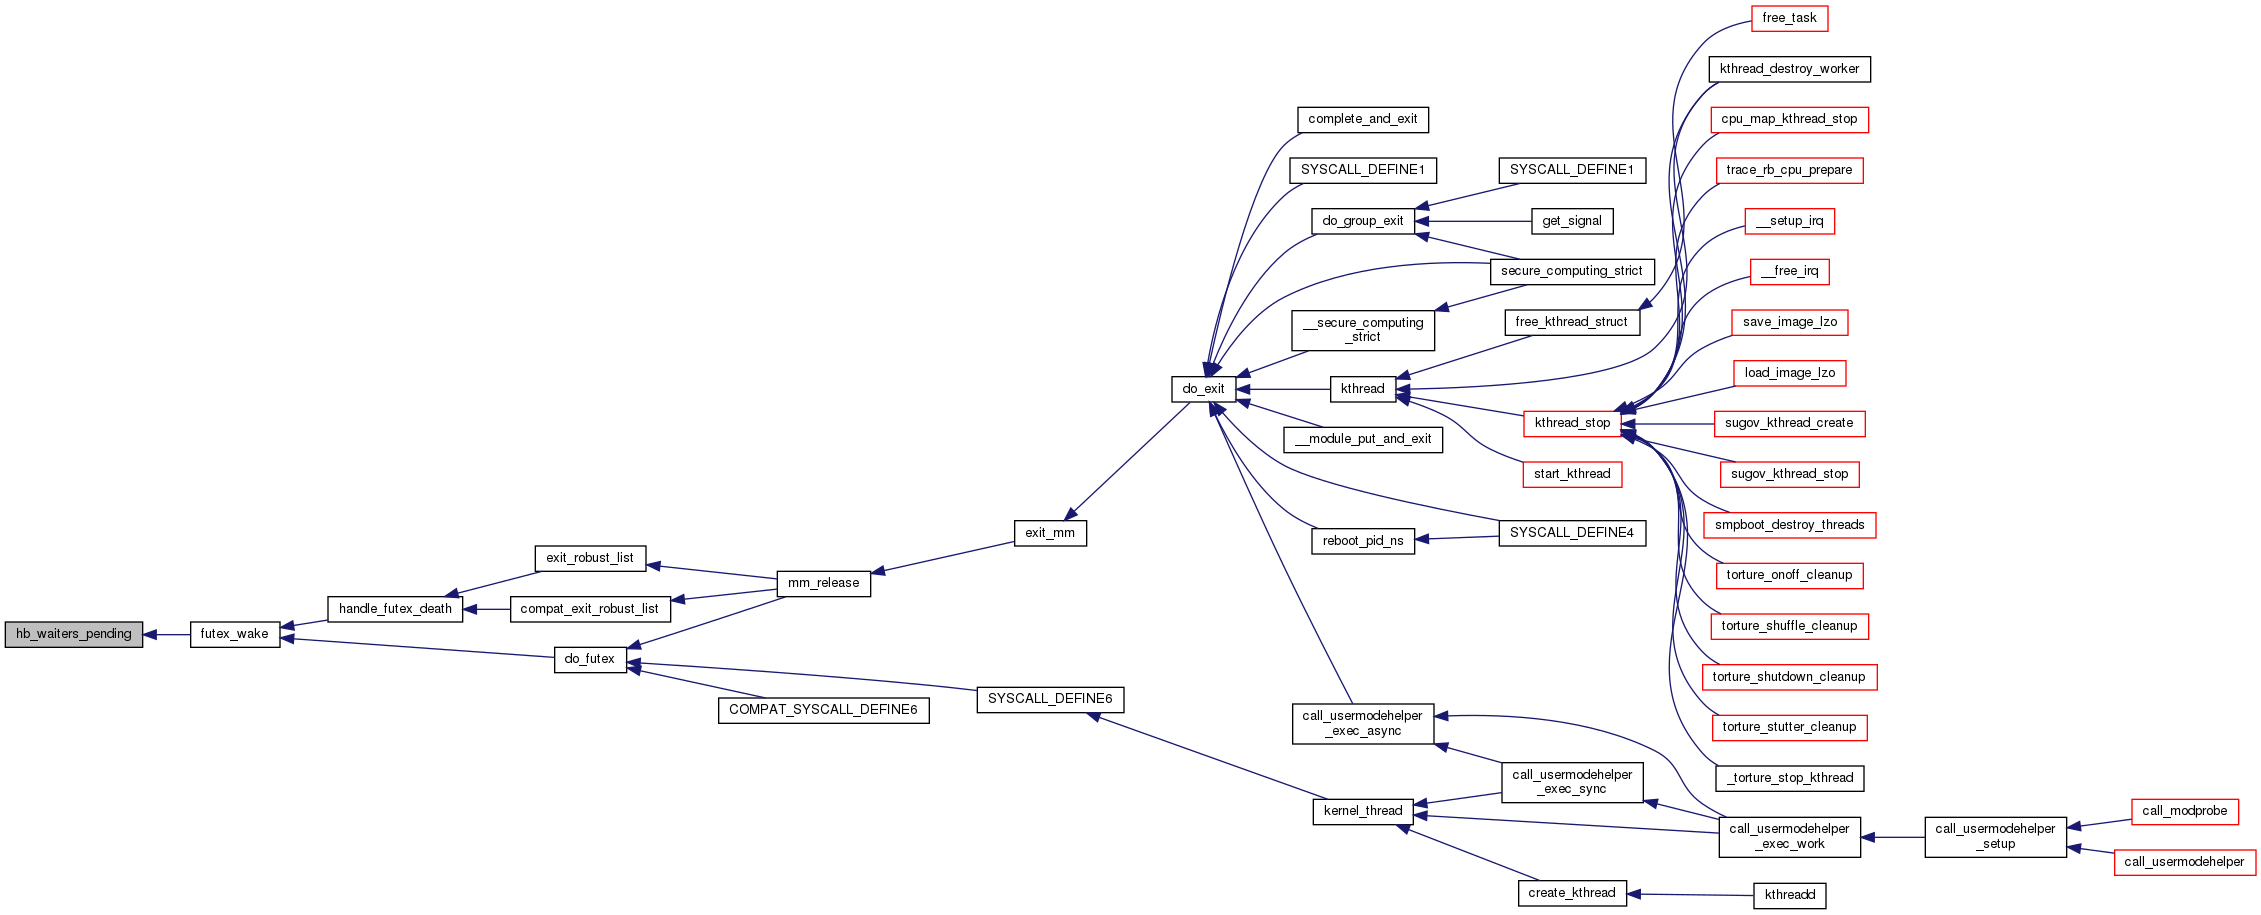 hb_waiters_pending
futex_wake
handle_futex_death
exit_robust_list
compat_exit_robust_list
do_futex
mm_release
COMPAT_SYSCALL_DEFINE6
SYSCALL_DEFINE6
exit_mm
do_exit
complete_and_exit
SYSCALL_DEFINE1
do_group_exit
__secure_computing
_strict
kthread
__module_put_and_exit
reboot_pid_ns
call_usermodehelper
_exec_async
kernel_thread
SYSCALL_DEFINE1
get_signal
secure_computing_strict
free_kthread_struct
kthread_stop
start_kthread
SYSCALL_DEFINE4
call_usermodehelper
_exec_sync
create_kthread
free_task
kthread_destroy_worker
cpu_map_kthread_stop
trace_rb_cpu_prepare
__setup_irq
__free_irq
save_image_lzo
load_image_lzo
sugov_kthread_create
sugov_kthread_stop
smpboot_destroy_threads
torture_onoff_cleanup
torture_shuffle_cleanup
torture_shutdown_cleanup
torture_stutter_cleanup
_torture_stop_kthread
call_usermodehelper
_exec_work
kthreadd
call_usermodehelper
_setup
call_modprobe
call_usermodehelper